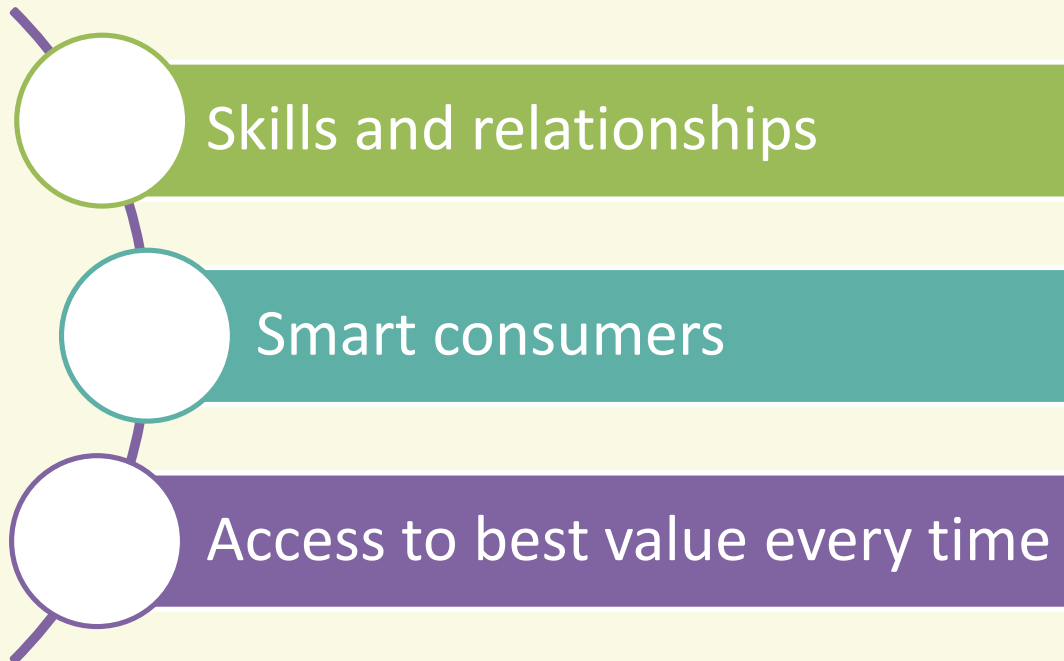 Skills and relationships
Smart consumers
Access to best value every time